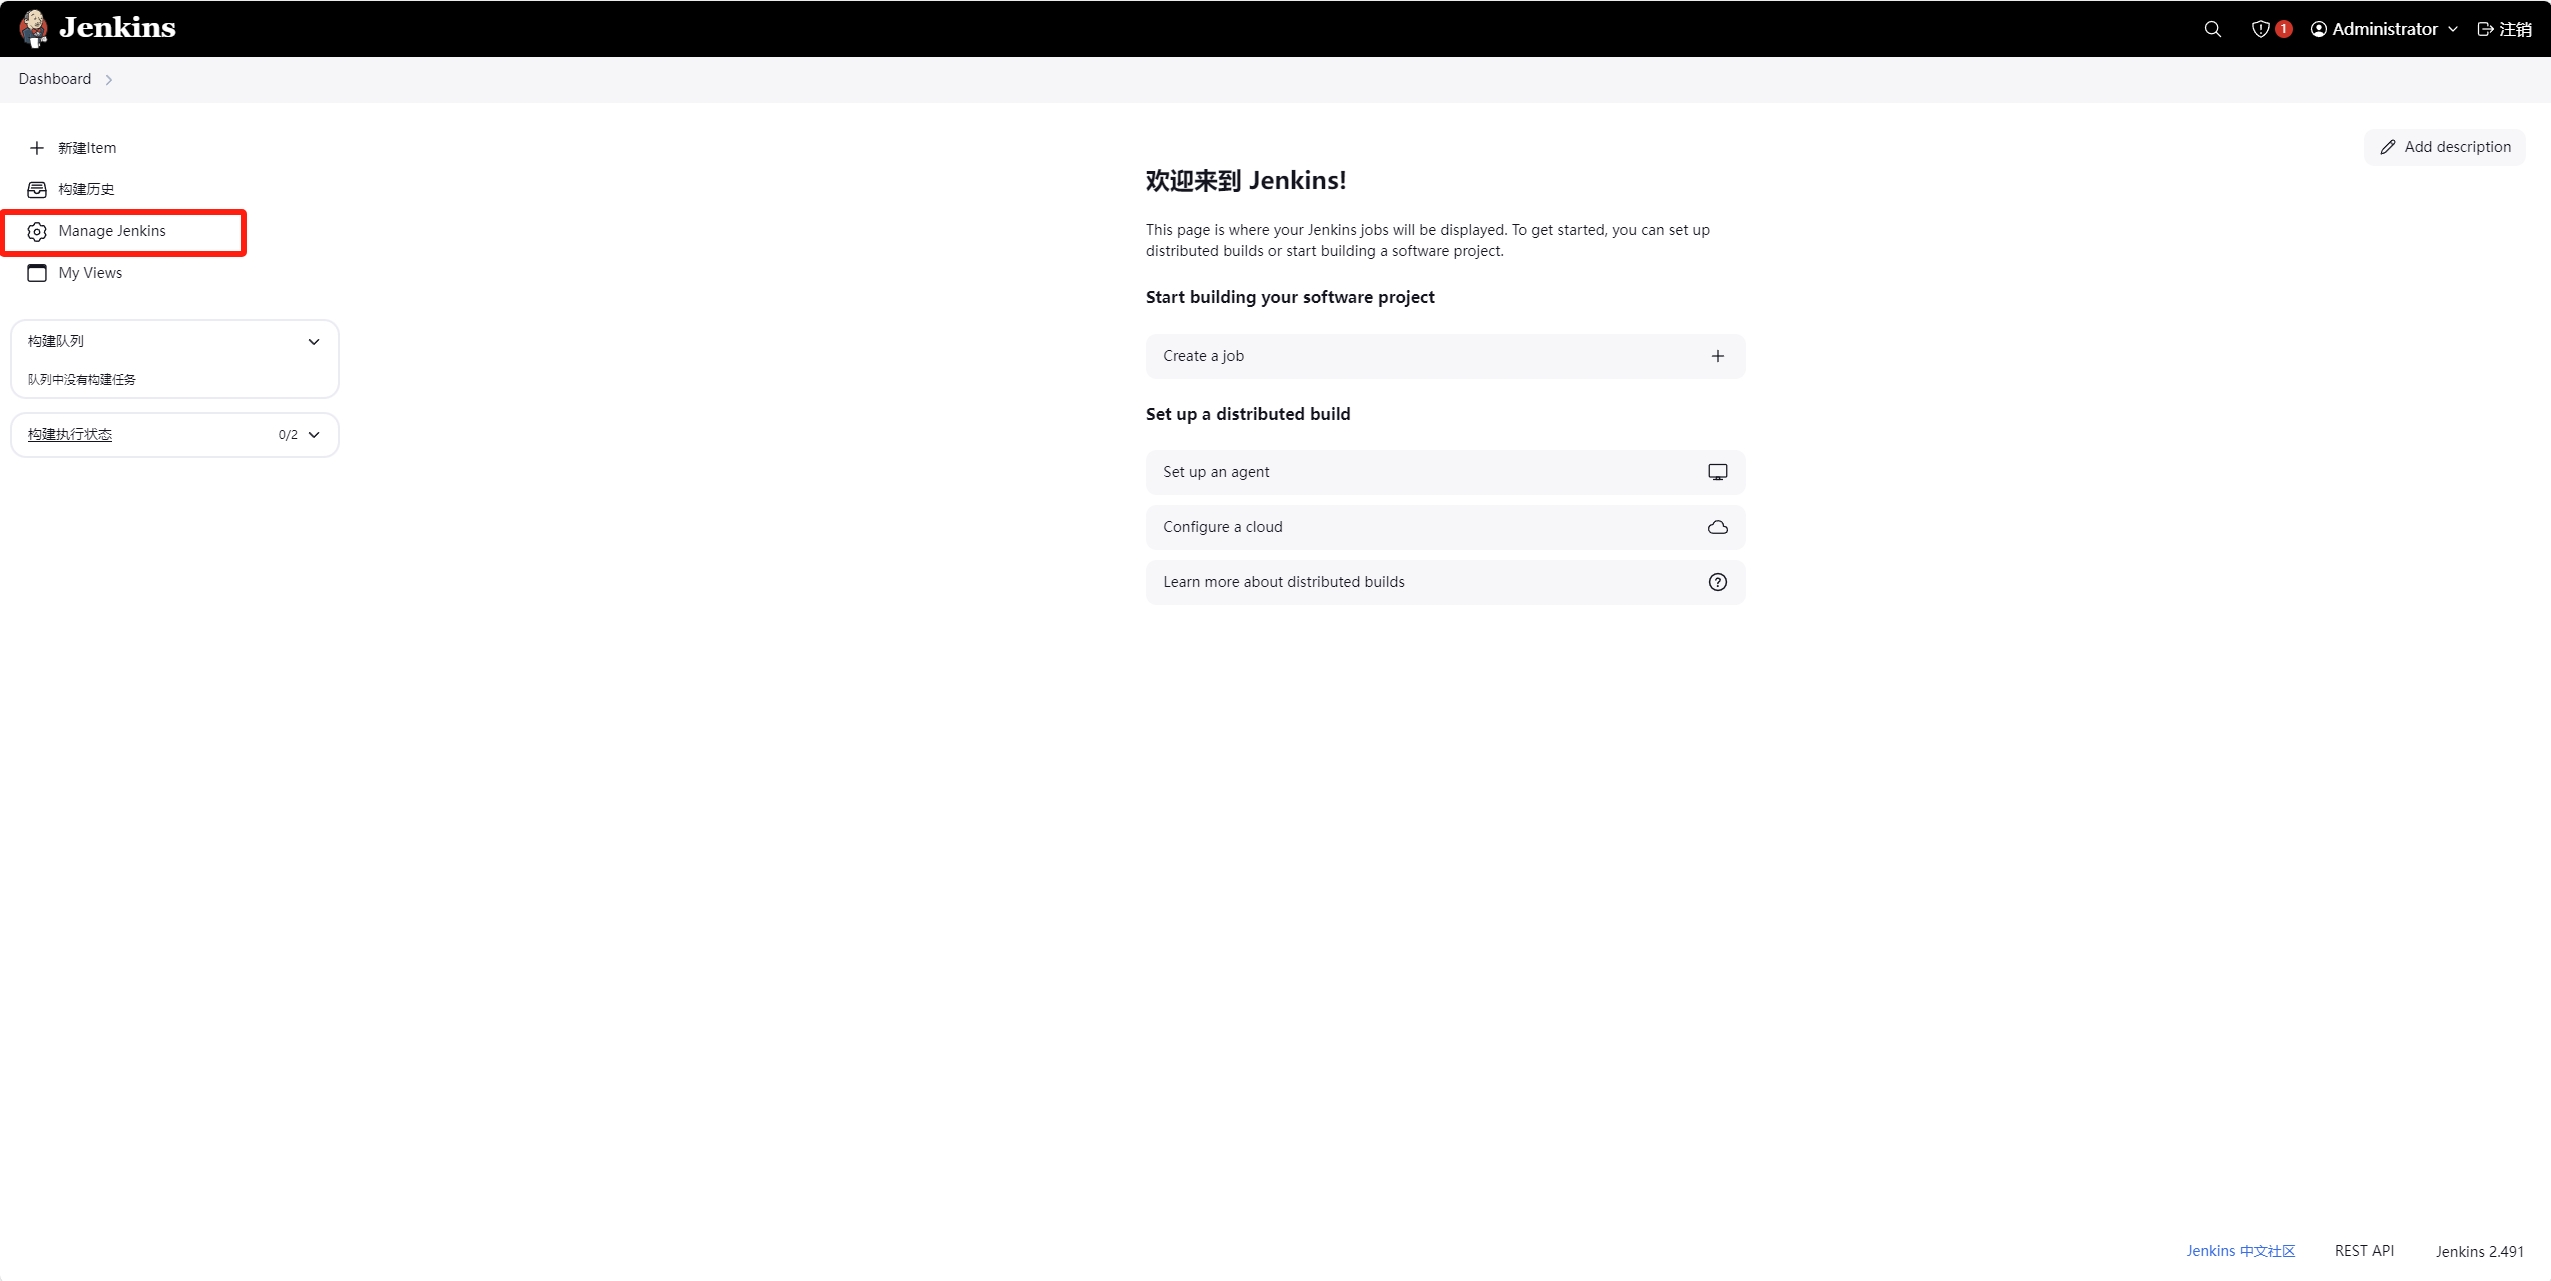 Jenkins
1
Administrator
注销
Dashboard
新建Item
构建历史
Manage Jenkins
My Views
构建队列
队列中没有构建任务
构建执行状态
0/2
Add description
欢迎来到 Jenkins!
This page is where your Jenkins jobs will be displayed. To get started, you can set up
distributed builds or start building a software project.
Start building your software project
Create a job
Set up a distributed build
Set up an agent
Configure a cloud
Learn more about distributed builds
Jenkins 中文社区
REST API
Jenkins 2.491